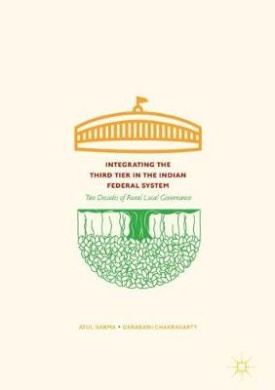 INTEGRATING THE
THIRD TIER IN THE INDIAN
FEDERAL SYSTEM
Two Decades of Rural Local Governance
ATUL SARMA • DEBABANI CHAKRAVARTY